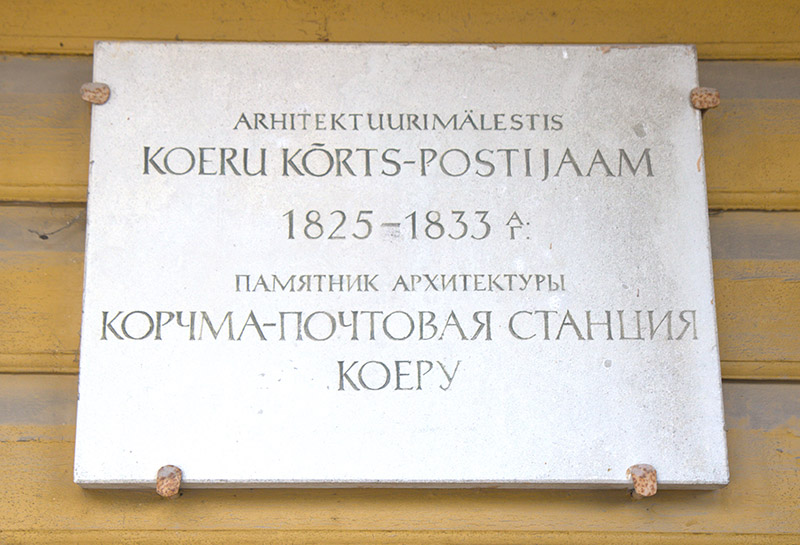 ARHITEKTUURIMÄLESTIS
KOERU KÕRTS-POSTIJAAM
1825-1833 А. Г.
ПАМЯТНИК АРХИТЕКТУРЫ
КОРЧМА-ПОЧТОВАЯ СТАНЦИЯ
КОЕРУ